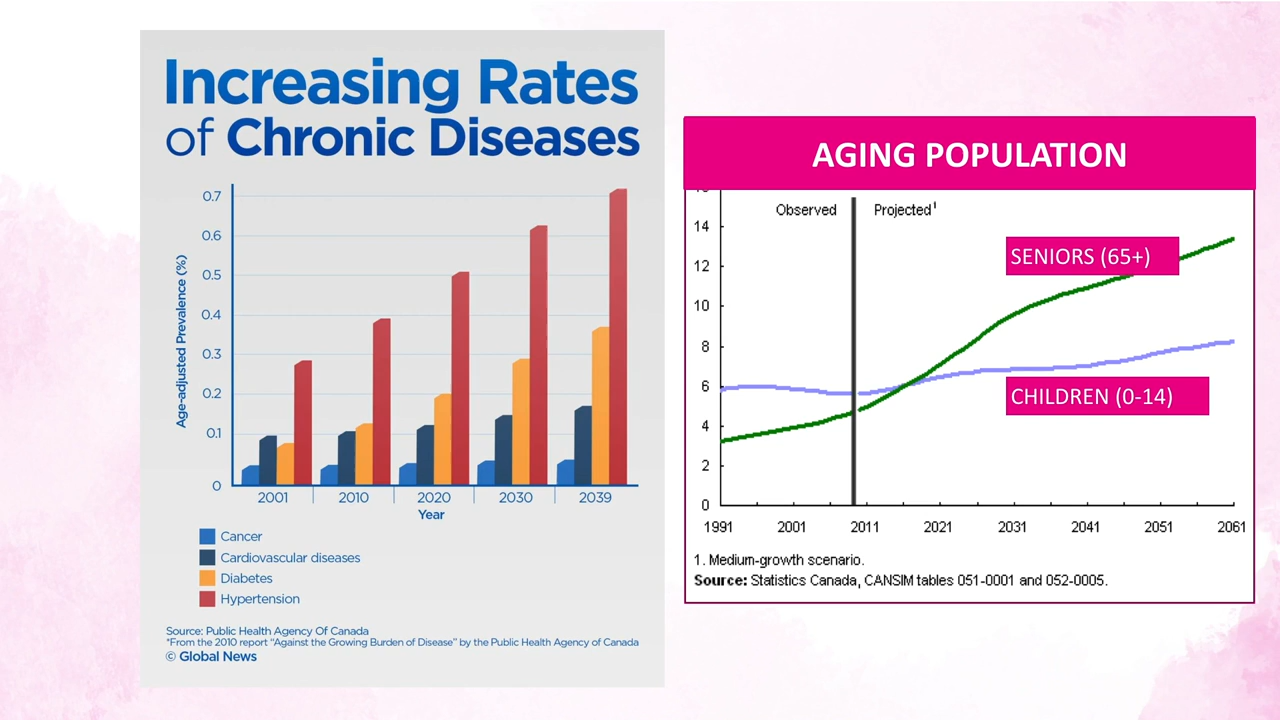 Increasing Rates
of Chronic Diseases
Age-adjusted Prevalence (%)
0.7
0.6
0.5
0.4
0.3
0.2
0.1
0
2001
2010
2020
2030
2039
Year
Cancer
Cardiovascular diseases
Diabetes
Hypertension
Source: Public Health Agency Of Canada
*From the 2010 report “Against the Growing Burden of Disease” by the Public Health Agency of Canada
© Global News
AGING POPULATION
Observed
Projected¹
14
12
10
8
6
4
2
0
SENIORS (65+)
CHILDREN (0-14)
1991
2001
2011
2021
2031
2041
2051
2061
1. Medium-growth scenario.
Source: Statistics Canada, CANSIM tables 051-0001 and 052-0005.